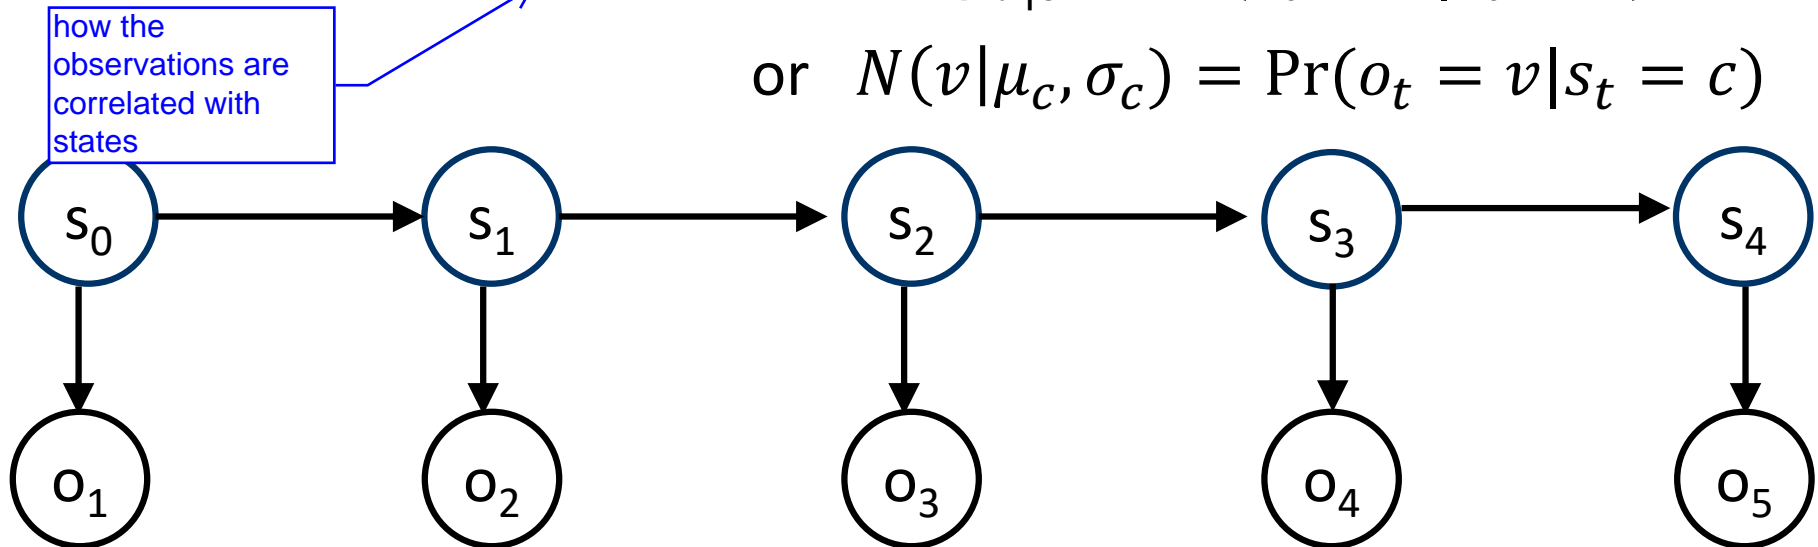 how the
observations are
correlated with
states
or N(v|μ_c, σ_c) = Pr(o_t = v|s_t = c)
s_0 s_1 s_2 s_3 s_4
o_1 o_2 o_3 o_4 o_5